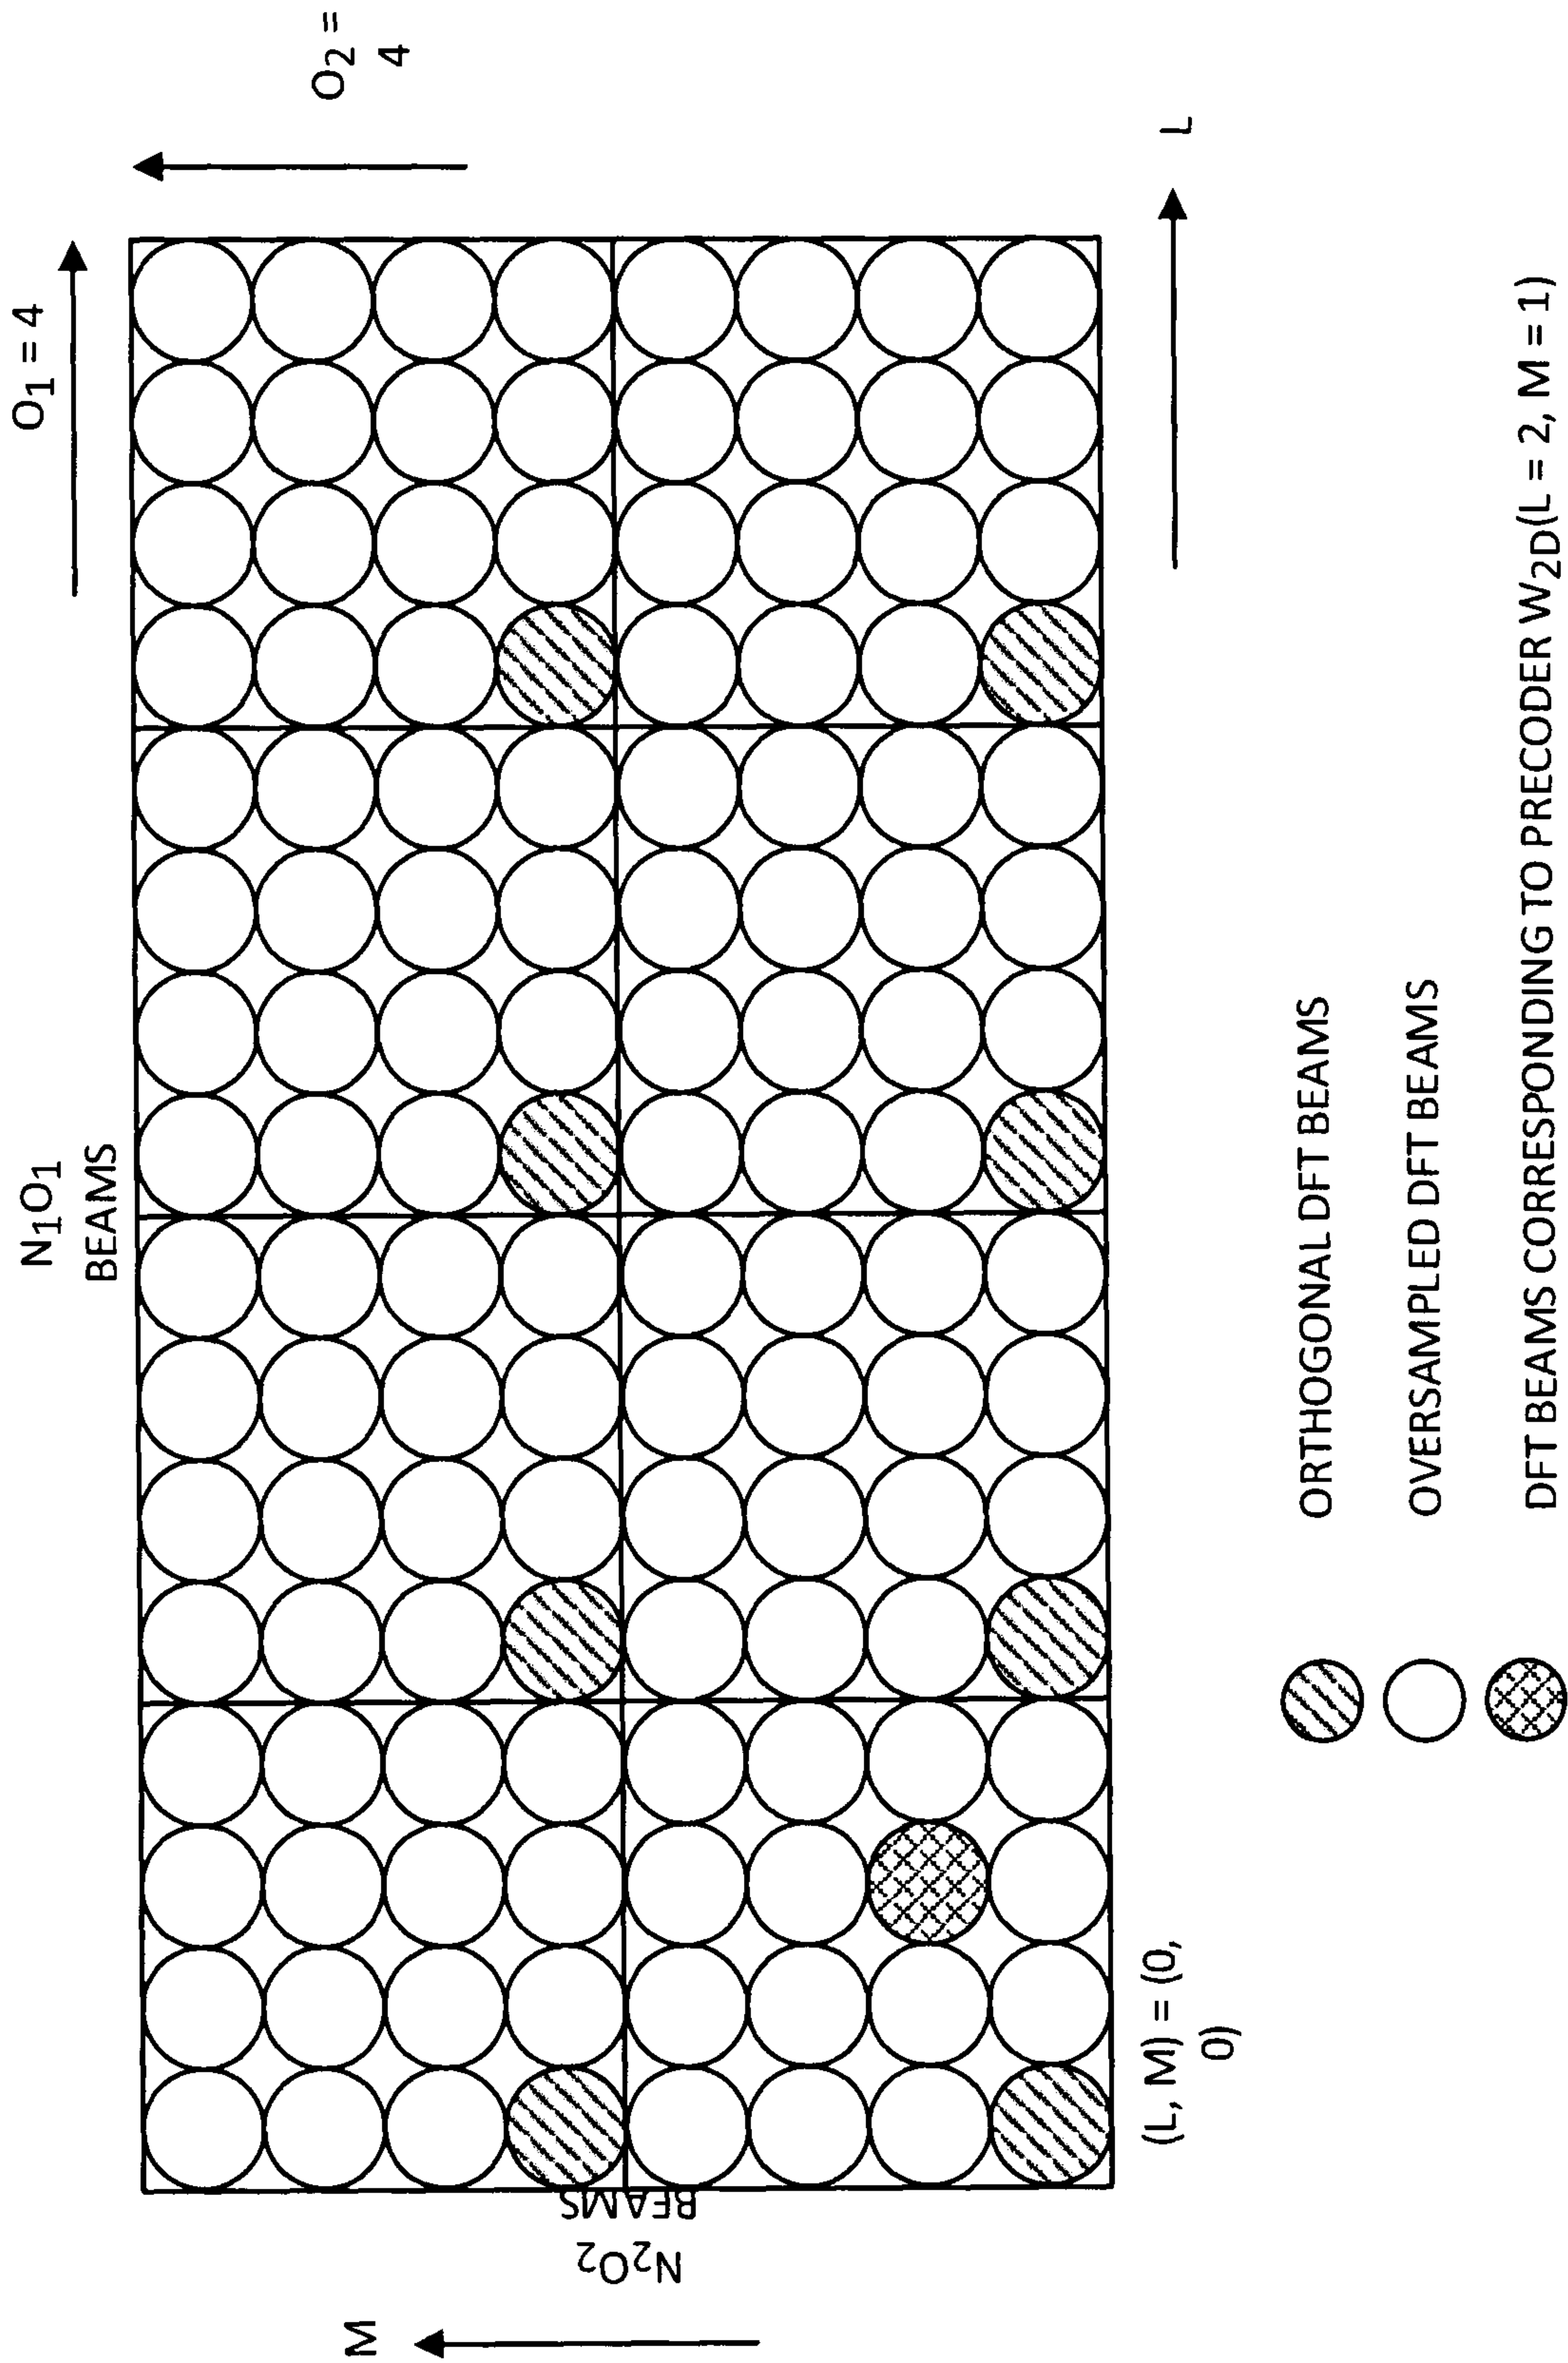 O1 = 4
N1O1
BEAMS
O2 =
4
M
N2O2
BEAMS
(L, M) = (0,
0)
L
ORTHOGONAL DFT BEAMS
OVERSAMPLED DFT BEAMS
DFT BEAMS CORRESPONDING TO PRECODER W2D(L = 2, M = 1)